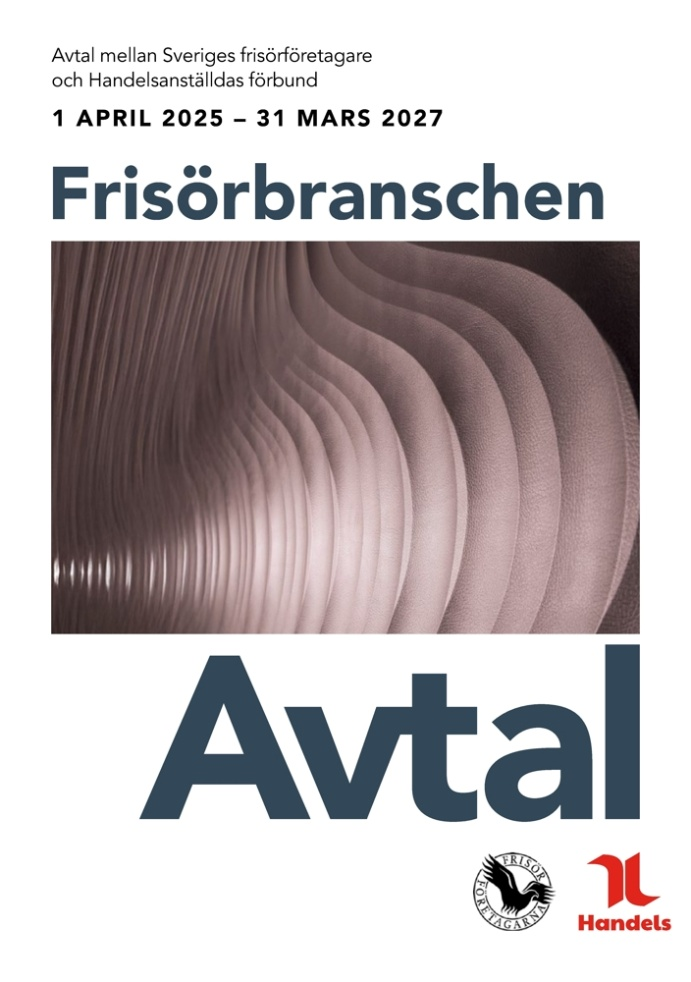 Avtal mellan Sveriges frisörföretagare
och Handelsanställdas förbund
1 APRIL 2025 – 31 MARS 2027
Frisörbranschen
Avtal
FRISÖR
FÖRETAGARNA
Handels